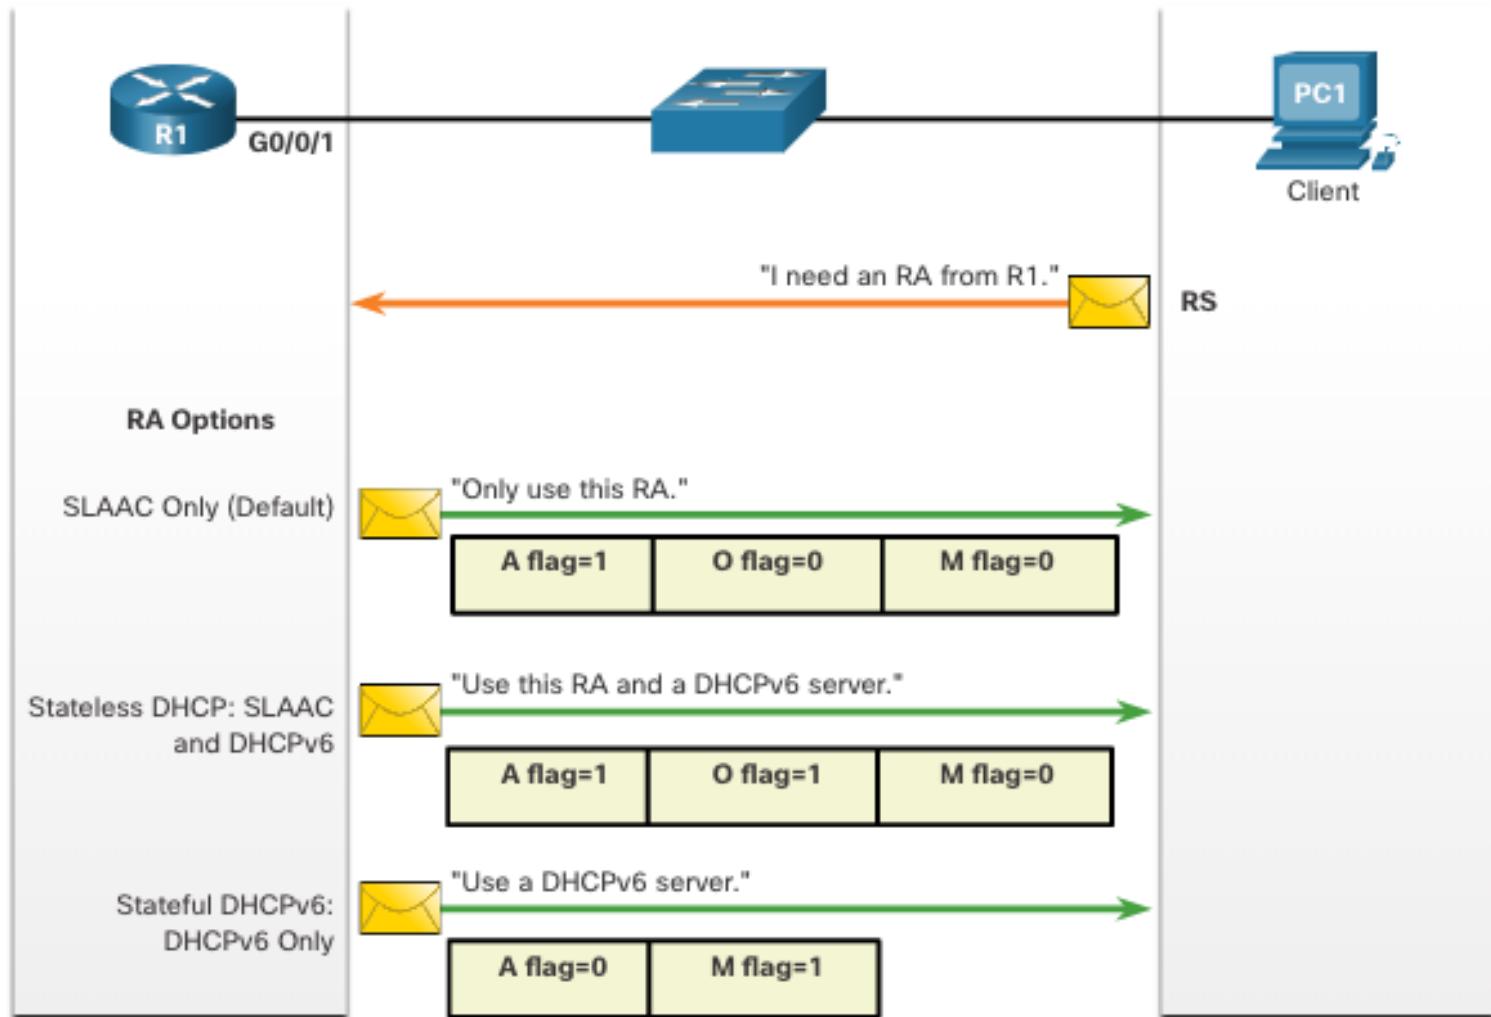 R1
G0/0/1
PC1
Client
"I need an RA from R1."
RS
RA Options
SLAAC Only (Default)
"Only use this RA."
A flag=1
O flag=0
M flag=0
Stateless DHCP: SLAAC
and DHCPv6
"Use this RA and a DHCPv6 server."
A flag=1
O flag=1
M flag=0
Stateful DHCPv6:
DHCPv6 Only
"Use a DHCPv6 server."
A flag=0
M flag=1